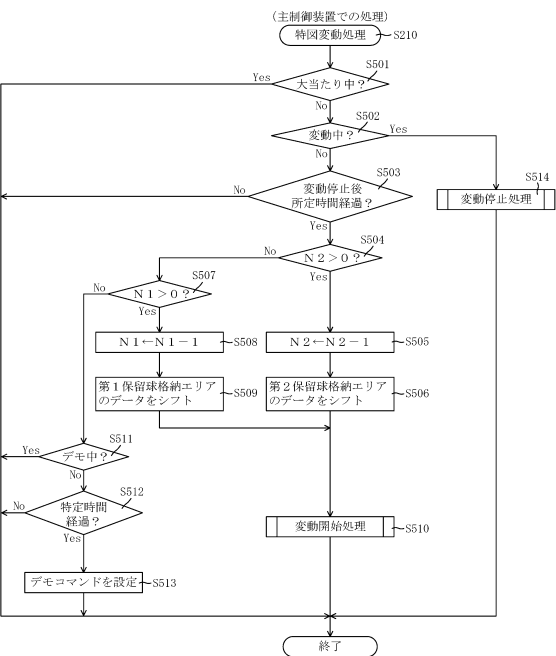 (主制御装置での処理)
特図変動処理
S210
S501
大当たり中？
Yes
No
S502
変動中？
Yes
No
S503
変動停止後
所定時間経過？
No
Yes
S514
変動停止処理
S504
Ｎ２＞０？
No
Yes
S507
Ｎ１＞０？
No
Yes
Ｎ１←Ｎ１－１
S508
Ｎ２←Ｎ２－１
S505
第１保留球格納エリア
のデータをシフト
S509
第２保留球格納エリア
のデータをシフト
S506
S511
デモ中？
Yes
No
S512
特定時間
経過？
No
Yes
変動開始処理
S510
デモコマンドを設定
S513
終了